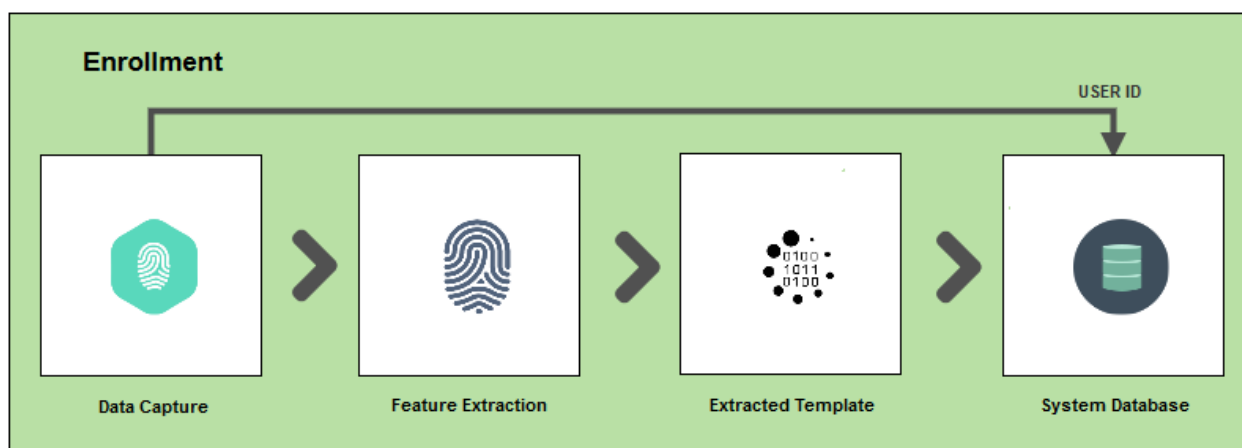 Enrollment
USER ID
0100
1011
0100
Data Capture
Feature Extraction
Extracted Template
System Database